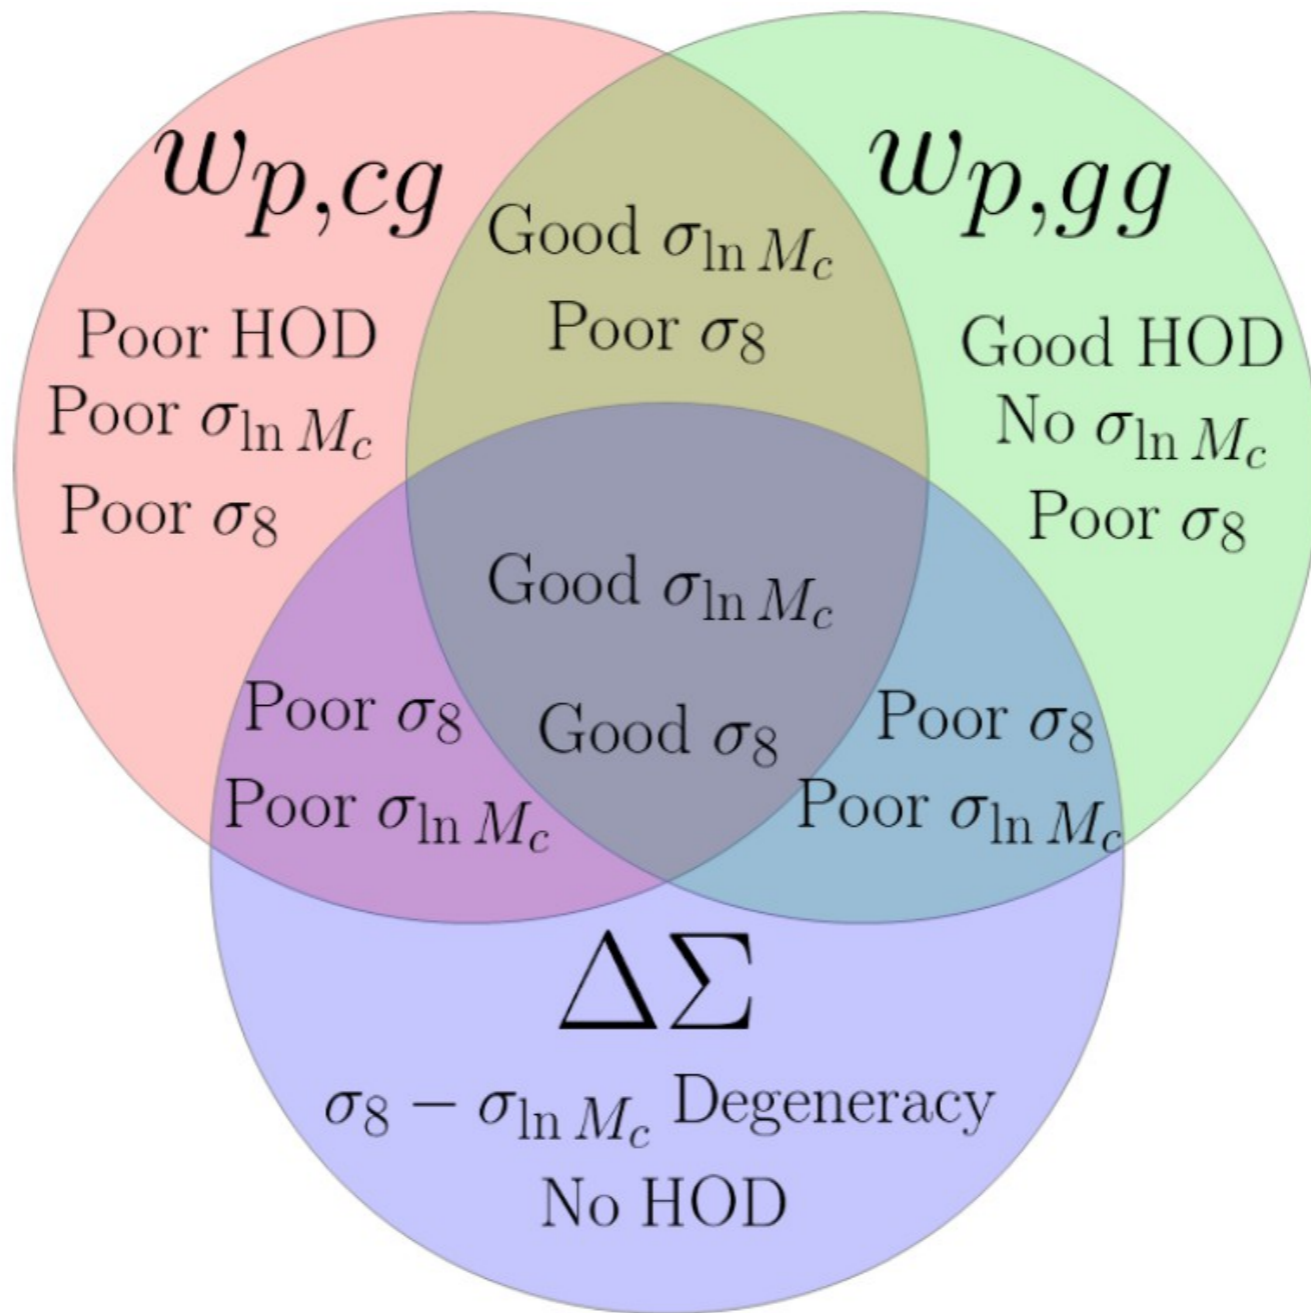 w_{p,cg}
Poor HOD
Poor σ_{ln M_c}
Poor σ_8
Good σ_{ln M_c}
Poor σ_8
w_{p,gg}
Good HOD
No σ_{ln M_c}
Poor σ_8
Good σ_{ln M_c}
Good σ_8
Poor σ_8
Poor σ_{ln M_c}
Poor σ_8
Poor σ_{ln M_c}
ΔΣ
σ_8 − σ_{ln M_c} Degeneracy
No HOD